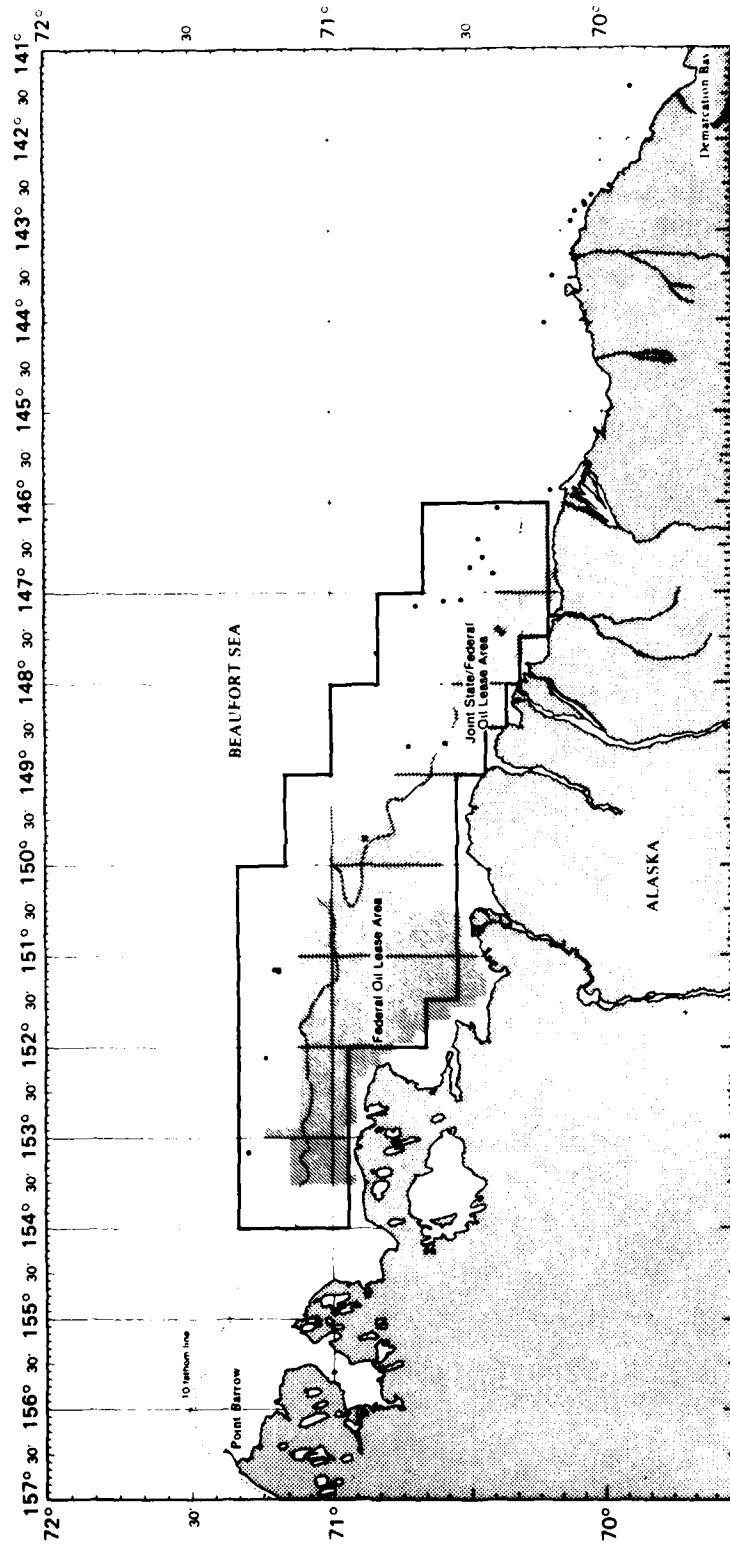 157° 30' 156° 30' 155° 30' 154° 30' 153° 30' 152° 30' 151° 30' 150° 30' 149° 30' 148° 30' 147° 30' 146° 30' 145° 30' 144° 30' 143° 30' 142° 30' 141°
72°
72°
30'
30
71°
71°
30
70°
70°
10 fathom line
Point Barrow
BEAUFORT SEA
Federal Oil Lease Area
Joint State/Federal
Oil Lease Area
ALASKA
Demarcation Bay